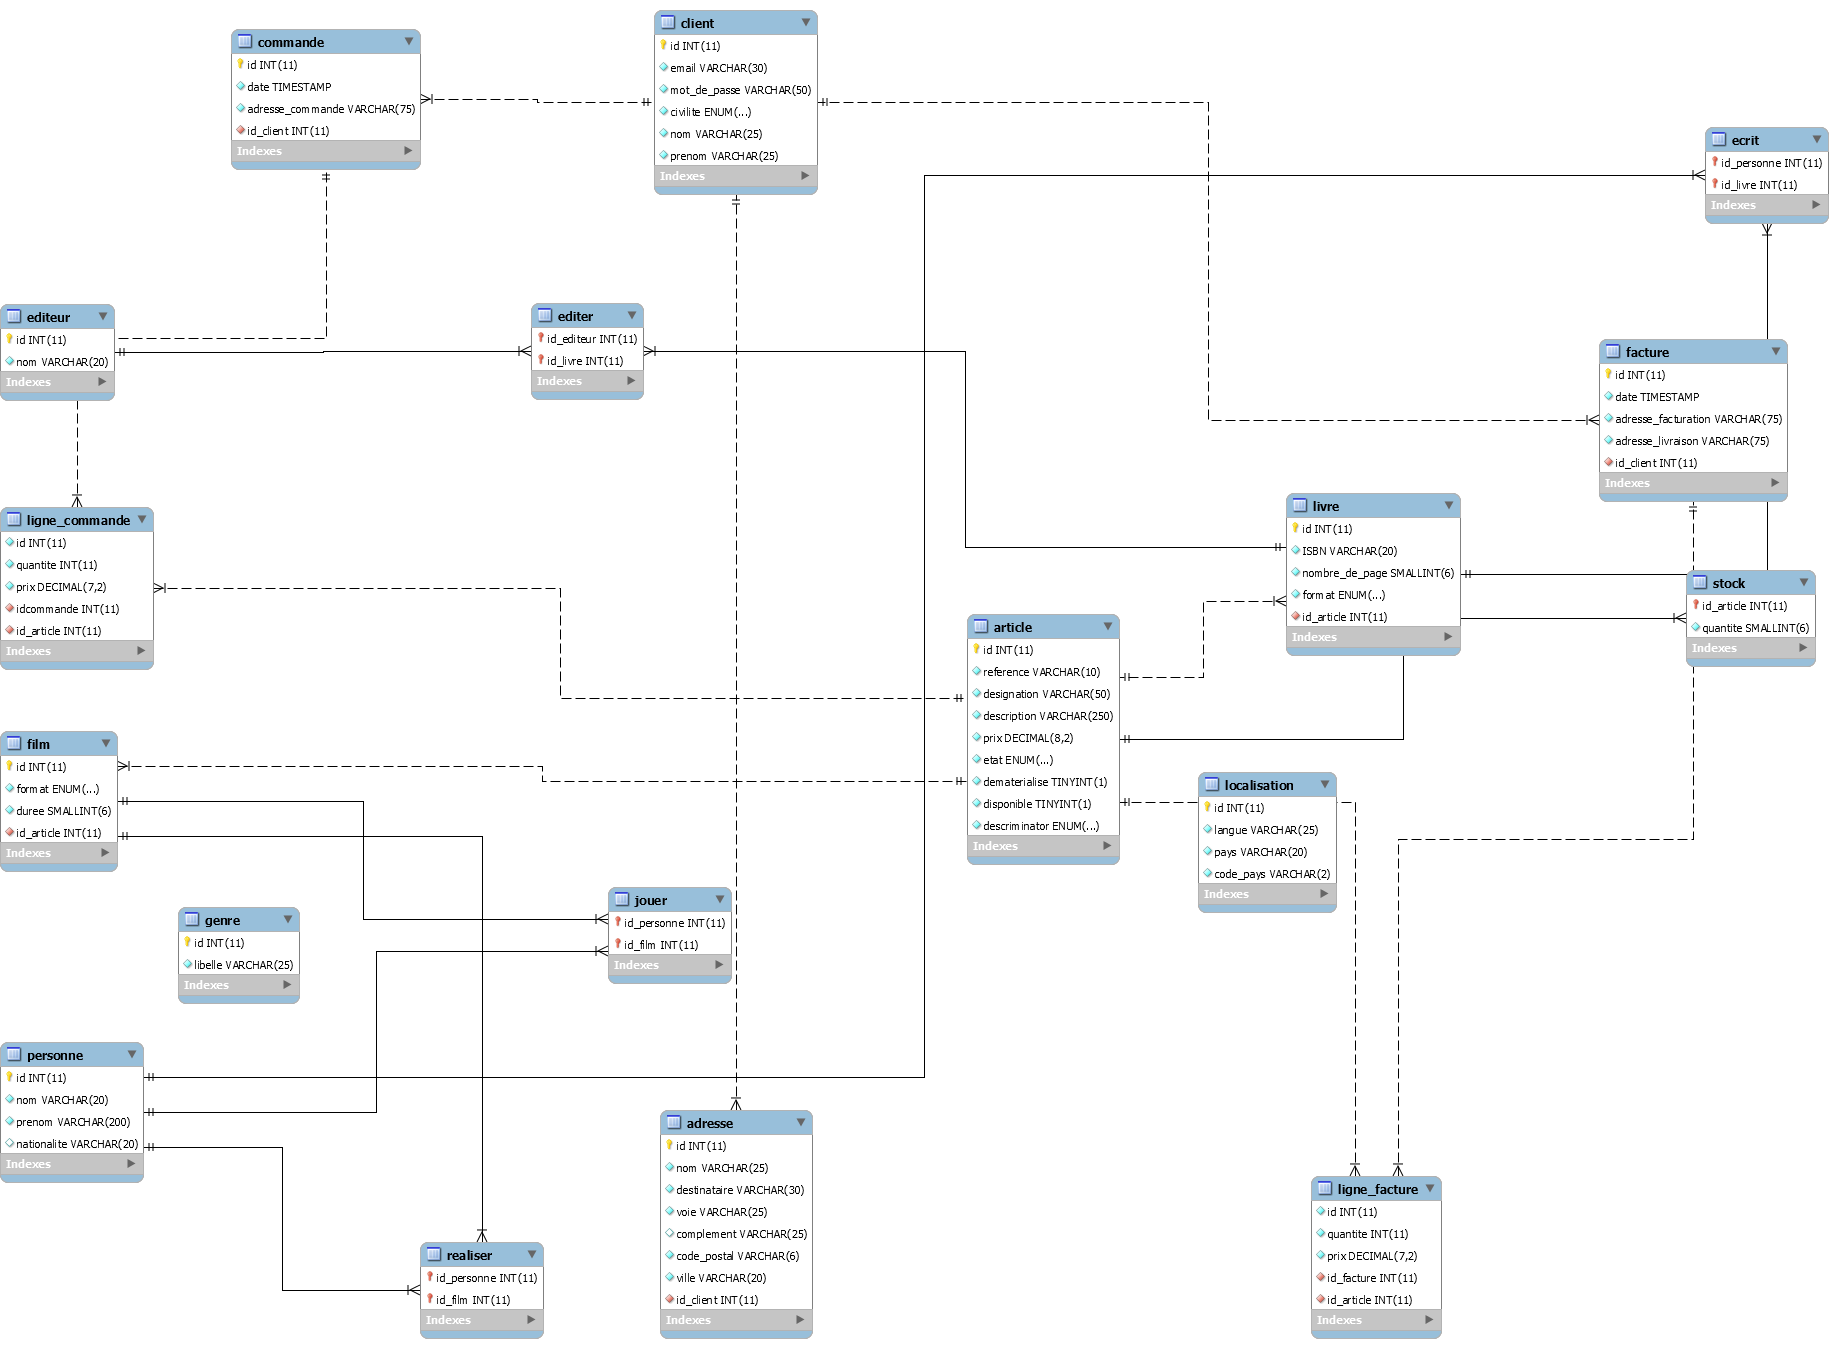 commande
id INT(11)
date TIMESTAMP
adresse_commande VARCHAR(75)
id_client INT(11)
Indexes
client
id INT(11)
email VARCHAR(30)
mot_de_passe VARCHAR(50)
civilite ENUM(...)
nom VARCHAR(25)
prenom VARCHAR(25)
Indexes
ecrit
id_personne INT(11)
id_livre INT(11)
Indexes
editeur
id INT(11)
nom VARCHAR(20)
Indexes
editer
id_editeur INT(11)
id_livre INT(11)
Indexes
facture
id INT(11)
date TIMESTAMP
adresse_facturation VARCHAR(75)
adresse_livraison VARCHAR(75)
id_client INT(11)
Indexes
ligne_commande
id INT(11)
quantite INT(11)
prix DECIMAL(7,2)
idcommande INT(11)
id_article INT(11)
Indexes
livre
id INT(11)
ISBN VARCHAR(20)
nombre_de_page SMALLINT(6)
format ENUM(...)
id_article INT(11)
Indexes
stock
id_article INT(11)
quantite SMALLINT(6)
Indexes
article
id INT(11)
reference VARCHAR(10)
designation VARCHAR(50)
description VARCHAR(250)
prix DECIMAL(8,2)
etat ENUM(...)
dematerialise TINYINT(1)
disponible TINYINT(1)
descriminator ENUM(...)
Indexes
film
id INT(11)
format ENUM(...)
duree SMALLINT(6)
id_article INT(11)
Indexes
localisation
id INT(11)
langue VARCHAR(25)
pays VARCHAR(20)
code_pays VARCHAR(2)
Indexes
genre
id INT(11)
libelle VARCHAR(25)
Indexes
jouer
id_personne INT(11)
id_film INT(11)
Indexes
personne
id INT(11)
nom VARCHAR(20)
prenom VARCHAR(200)
nationalite VARCHAR(20)
Indexes
adresse
id INT(11)
nom VARCHAR(25)
destinataire VARCHAR(30)
voie VARCHAR(25)
complement VARCHAR(25)
code_postal VARCHAR(6)
ville VARCHAR(20)
id_client INT(11)
Indexes
realiser
id_personne INT(11)
id_film INT(11)
Indexes
ligne_facture
id INT(11)
quantite INT(11)
prix DECIMAL(7,2)
id_facture INT(11)
id_article INT(11)
Indexes